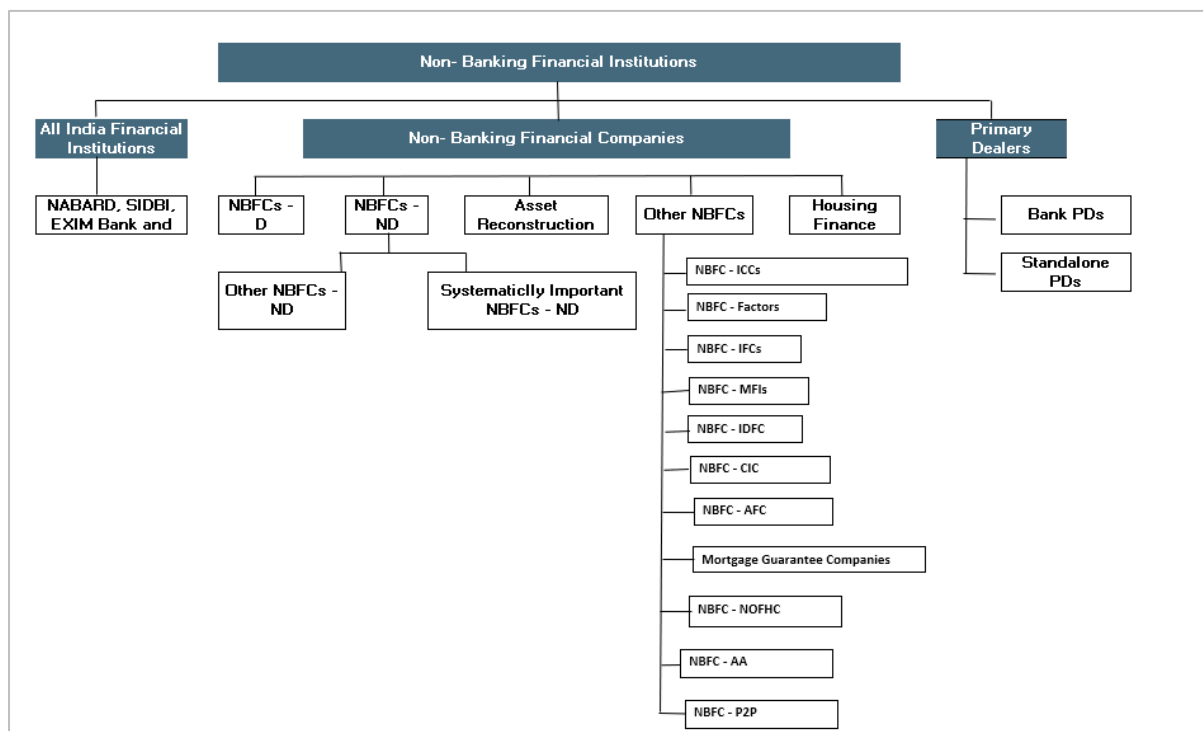 Non- Banking Financial Institutions
All India Financial
Institutions
Non- Banking Financial Companies
Primary
Dealers
NABARD, SIDBI,
EXIM Bank and
NBFCs -
D
NBFCs -
ND
Asset
Reconstruction
Other NBFCs
Housing
Finance
Bank PDs
Standalone
PDs
Other NBFCs -
ND
Systematiclly Important
NBFCs - ND
NBFC - ICCs
NBFC - Factors
NBFC - IFCs
NBFC - MFIs
NBFC - IDFC
NBFC - CIC
NBFC - AFC
Mortgage Guarantee Companies
NBFC - NOFHC
NBFC - AA
NBFC - P2P